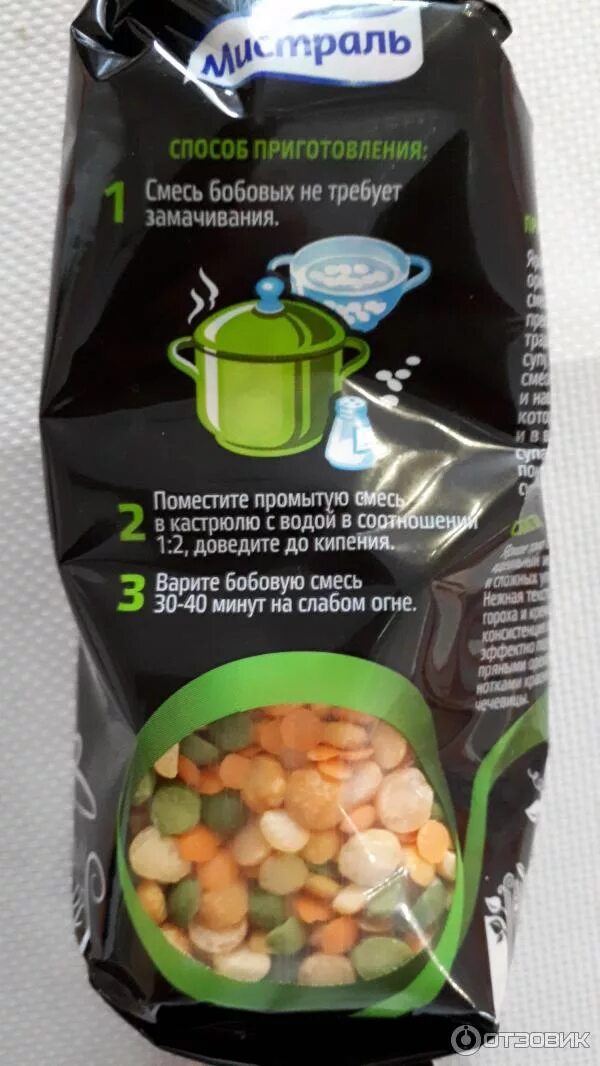 Мистраль
СПОСОБ ПРИГОТОВЛЕНИЯ:
1 Смесь бобовых не требует
замачивания.
2 Поместите промытую смесь
в кастрюлю с водой в соотношении
1:2, доведите до кипения.
3 Варите бобовую смесь
30-40 минут на слабом огне.
и сложных
Нежная
гороха и
эффектно
пряными
нотками
чечевицы.
ОТЗОВИК